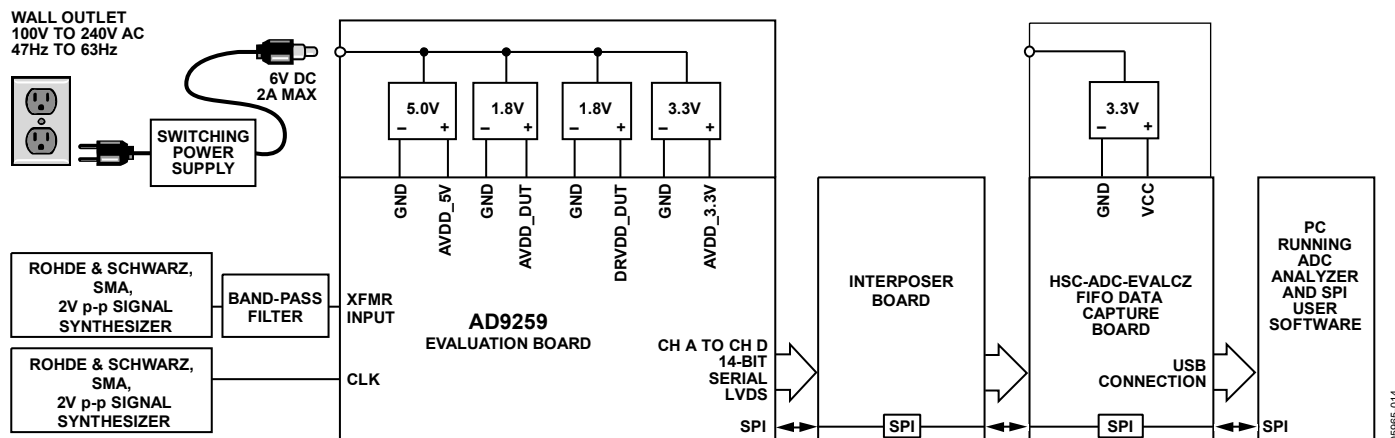 WALL OUTLET
100V TO 240V AC
47Hz TO 63Hz
6V DC
2A MAX
SWITCHING
POWER
SUPPLY
5.0V
– +
1.8V
– +
1.8V
– +
3.3V
– +
3.3V
– +
GND
AVDD_5V
GND
AVDD_DUT
GND
DRVDD_DUT
GND
AVDD_3.3V
GND
VCC
ROHDE & SCHWARZ,
SMA,
2V p-p SIGNAL
SYNTHESIZER
BAND-PASS
FILTER
XFMR
INPUT
AD9259
EVALUATION BOARD
ROHDE & SCHWARZ,
SMA,
2V p-p SIGNAL
SYNTHESIZER
CLK
CH A TO CH D
14-BIT
SERIAL
LVDS
SPI
INTERPOSER
BOARD
SPI
HSC-ADC-EVALCZ
FIFO DATA
CAPTURE
BOARD
USB
CONNECTION
SPI
PC
RUNNING
ADC
ANALYZER
AND SPI
USER
SOFTWARE
SPI
05965-014